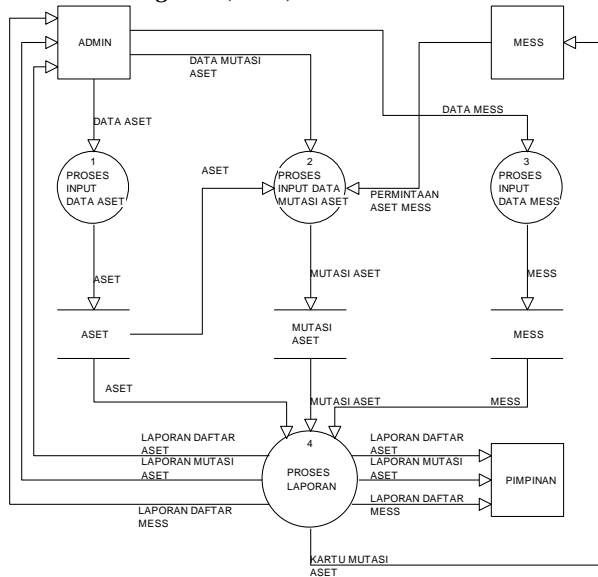 ADMIN
MESS
DATA MUTASI
ASET
DATA MESS
DATA ASET
1
PROSES
INPUT
DATA ASET
ASET
2
PROSES
INPUT DATA
MUTASI ASET
PERMINTAAN
ASET MESS
3
PROSES
INPUT
DATA MESS
ASET
MUTASI ASET
MESS
ASET
MUTASI
ASET
MESS
ASET
MUTASI ASET
MESS
LAPORAN DAFTAR
ASET
LAPORAN MUTASI
ASET
LAPORAN DAFTAR
MESS
4
PROSES
LAPORAN
LAPORAN DAFTAR
ASET
LAPORAN MUTASI
ASET
LAPORAN DAFTAR
MESS
PIMPINAN
KARTU MUTASI
ASET